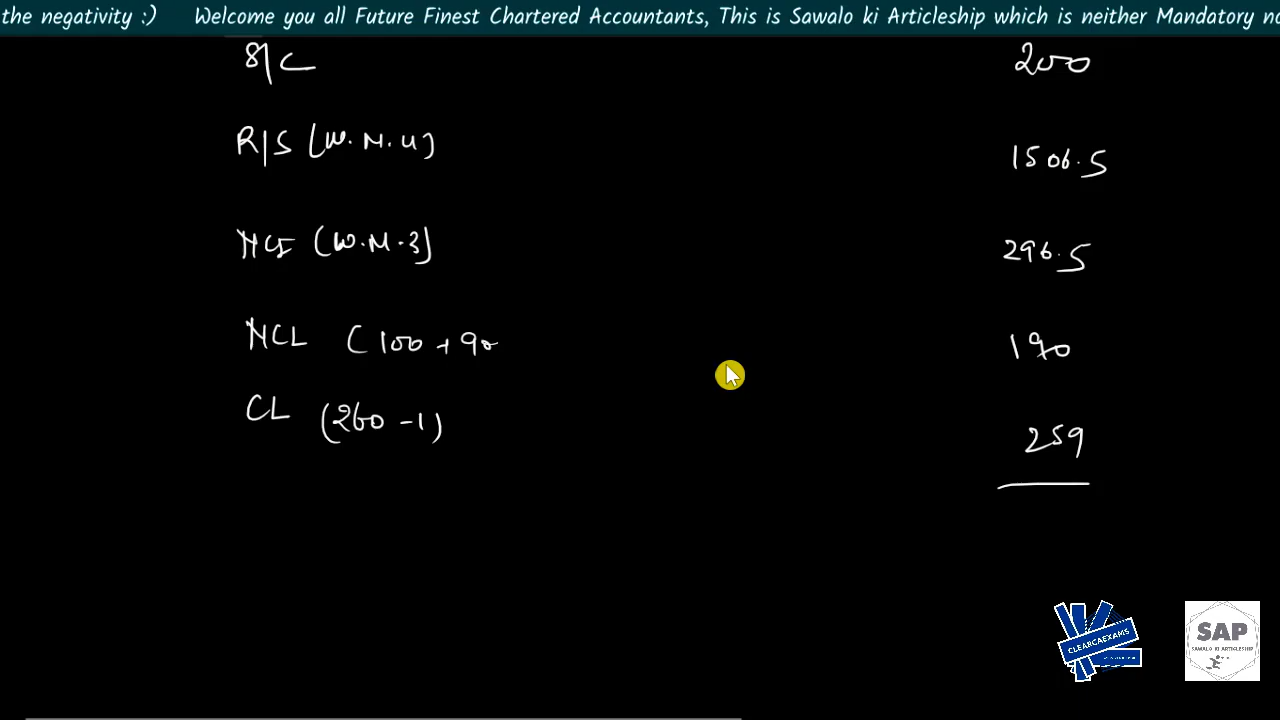 the negativity :) Welcome you all Future Finest Chartered Accountants, This is Sawalo ki Articleship which is neither Mandatory no
S/C 200
R/S (W.N.4) 1506.5
NCI (W.N.3) 296.5
NCL (100 + 90 190
CL (260 - 1) 259
CLEARCAEXAMS
SAP
SAWALO KI ARTICLESHIP